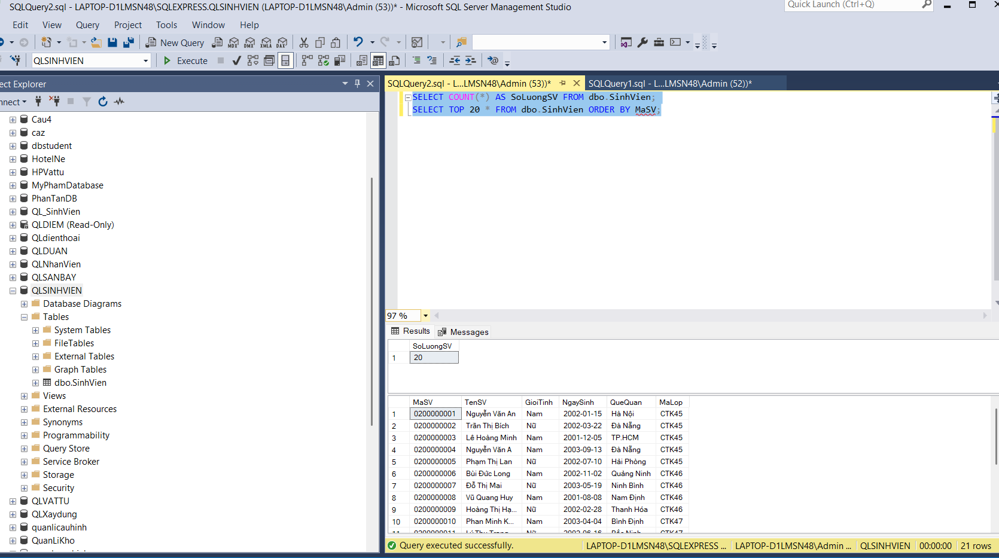 SQLQuery2.sql - LAPTOP-D1LMSN48\SQLEXPRESS.QLSINHVIEN (LAPTOP-D1LMSN48\Admin (53))* - Microsoft SQL Server Management Studio
Quick Launch (Ctrl+Q)
Edit View Query Project Tools Window Help
New Query MDX DMX XMLA DAX
QLSINHVIEN Execute
ect Explorer
nnect
Cau4
caz
dbstudent
HotelNe
HPVattu
MyPhamDatabase
PhanTanDB
QL_SinhVien
QLDIEM (Read-Only)
QLdienthoai
QLDUAN
QLNhanVien
QLSANBAY
QLSINHVIEN
Database Diagrams
Tables
System Tables
FileTables
External Tables
Graph Tables
dbo.SinhVien
Views
External Resources
Synonyms
Programmability
Query Store
Service Broker
Storage
Security
QLVATTU
QLXaydung
quanlicauhinh
QuanLiKho
SQLQuery2.sql - L...LMSN48\Admin (53))* SQLQuery1.sql - L...LMSN48\Admin (52))*
SELECT COUNT(*) AS SoLuongSV FROM dbo.SinhVien;
SELECT TOP 20 * FROM dbo.SinhVien ORDER BY MaSV;
97 %
Results Messages
SoLuongSV
1 20
MaSV TenSV GioiTinh NgaySinh QueQuan MaLop
1 0200000001 Nguyễn Văn An Nam 2002-01-15 Hà Nội CTK45
2 0200000002 Trần Thị Bích Nữ 2002-03-22 Đà Nẵng CTK45
3 0200000003 Lê Hoàng Minh Nam 2001-12-05 TP.HCM CTK45
4 0200000004 Nguyễn Văn A Nam 2003-09-13 Đà Nẵng CTK45
5 0200000005 Phạm Thị Lan Nữ 2002-07-10 Hải Phòng CTK45
6 0200000006 Bùi Đức Long Nam 2002-11-02 Quảng Ninh CTK46
7 0200000007 Đỗ Thị Mai Nữ 2003-05-19 Ninh Bình CTK46
8 0200000008 Vũ Quang Huy Nam 2001-08-08 Nam Định CTK46
9 0200000009 Hoàng Thị Hạ... Nữ 2002-02-28 Thanh Hóa CTK46
10 0200000010 Phan Minh K... Nam 2003-04-04 Bình Định CTK47
Query executed successfully. LAPTOP-D1LMSN48\SQLEXPRESS ... LAPTOP-D1LMSN48\Admin ... QLSINHVIEN 00:00:00 21 rows